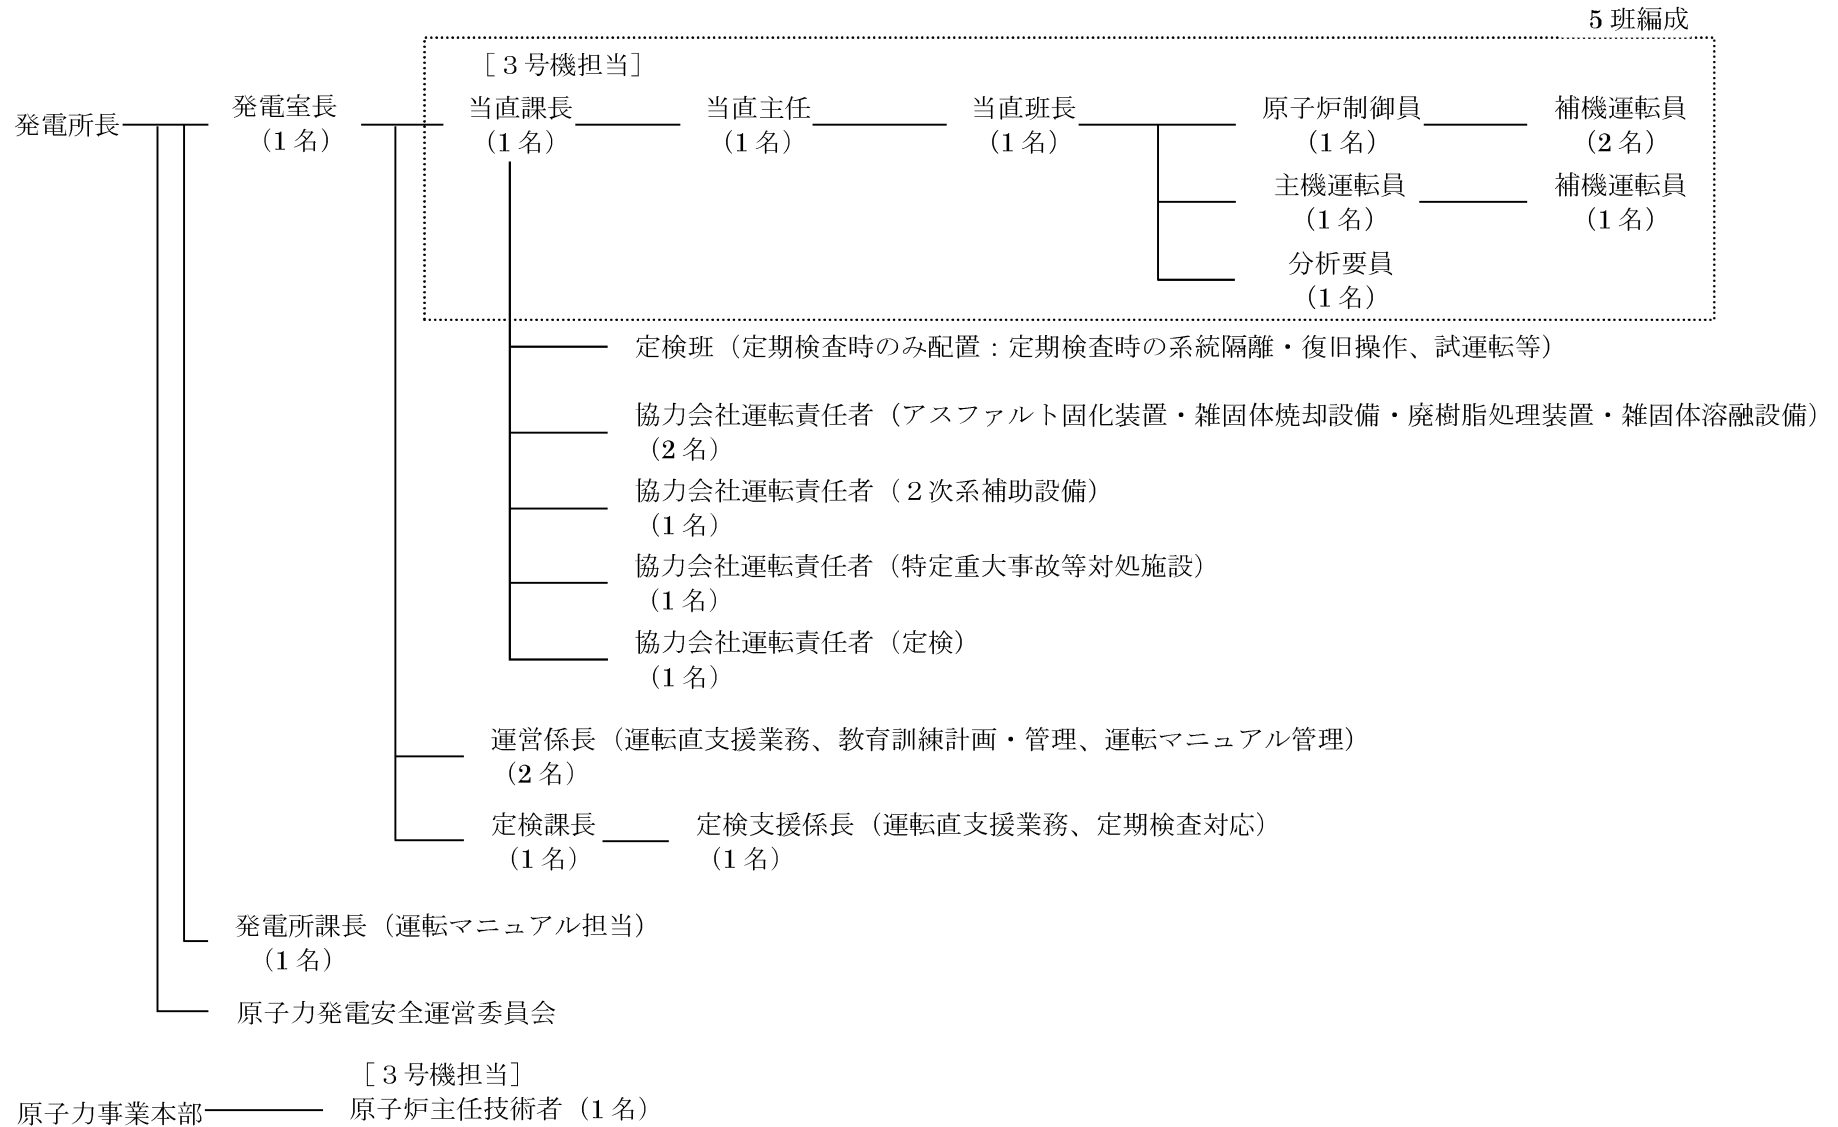 5 班編成
［３号機担当］
発電所長
発電室長
（1 名）
当直課長
（1 名）
当直主任
（1 名）
当直班長
（1 名）
原子炉制御員
（1 名）
補機運転員
（2 名）
主機運転員
（1 名）
補機運転員
（1 名）
分析要員
（1 名）
定検班（定期検査時のみ配置：定期検査時の系統隔離・復旧操作、試運転等）
協力会社運転責任者（アスファルト固化装置・雑固体焼却設備・廃樹脂処理装置・雑固体溶融設備）
（2 名）
協力会社運転責任者（２次系補助設備）
（1 名）
協力会社運転責任者（特定重大事故等対処施設）
（1 名）
協力会社運転責任者（定検）
（1 名）
運営係長（運転直支援業務、教育訓練計画・管理、運転マニュアル管理）
（2 名）
定検課長
（1 名）
定検支援係長（運転直支援業務、定期検査対応）
（1 名）
発電所課長（運転マニュアル担当）
（1 名）
原子力発電安全運営委員会
［３号機担当］
原子力事業本部
原子炉主任技術者（1 名）